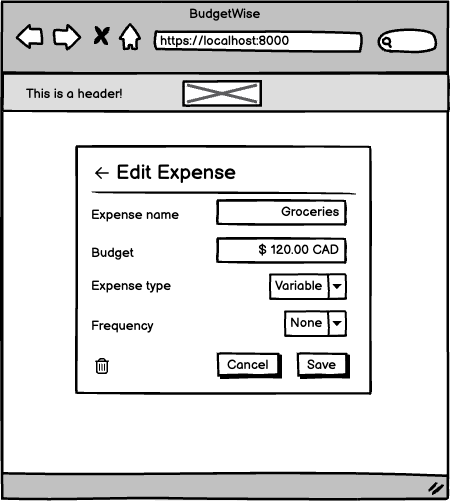 BudgetWise
https://localhost:8000
This is a header!
← Edit Expense
Expense name Groceries
Budget $ 120.00 CAD
Expense type Variable
Frequency None
Cancel Save